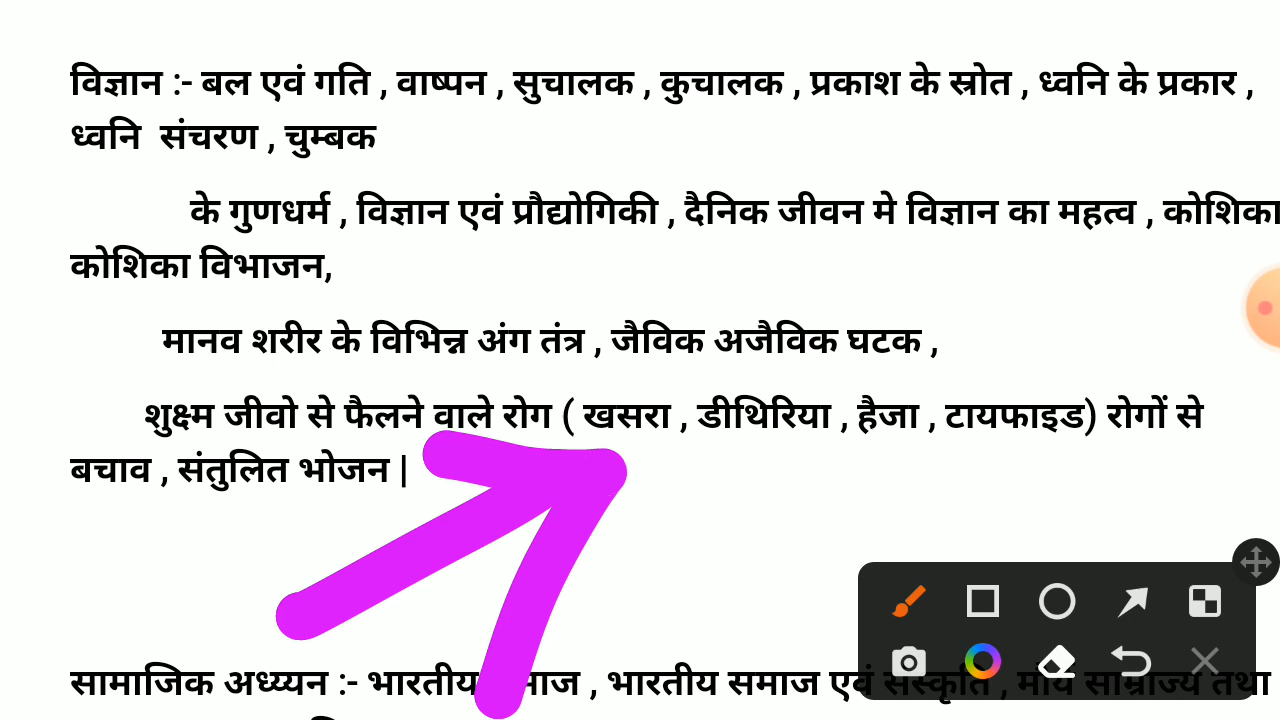 विज्ञान :- बल एवं गति , वाष्पन , सुचालक , कुचालक , प्रकाश के स्रोत , ध्वनि के प्रकार ,
ध्वनि संचरण , चुम्बक
के गुणधर्म , विज्ञान एवं प्रौद्योगिकी , दैनिक जीवन मे विज्ञान का महत्व , कोशिका
कोशिका विभाजन,
मानव शरीर के विभिन्न अंग तंत्र , जैविक अजैविक घटक ,
शुक्ष्म जीवो से फैलने वाले रोग ( खसरा , डीथिरिया , हैजा , टायफाइड) रोगों से
बचाव , संतुलित भोजन |
सामाजिक अध्य्यन :- भारतीय समाज , भारतीय समाज एवं संस्कृति , मौर्य साम्राज्य तथा